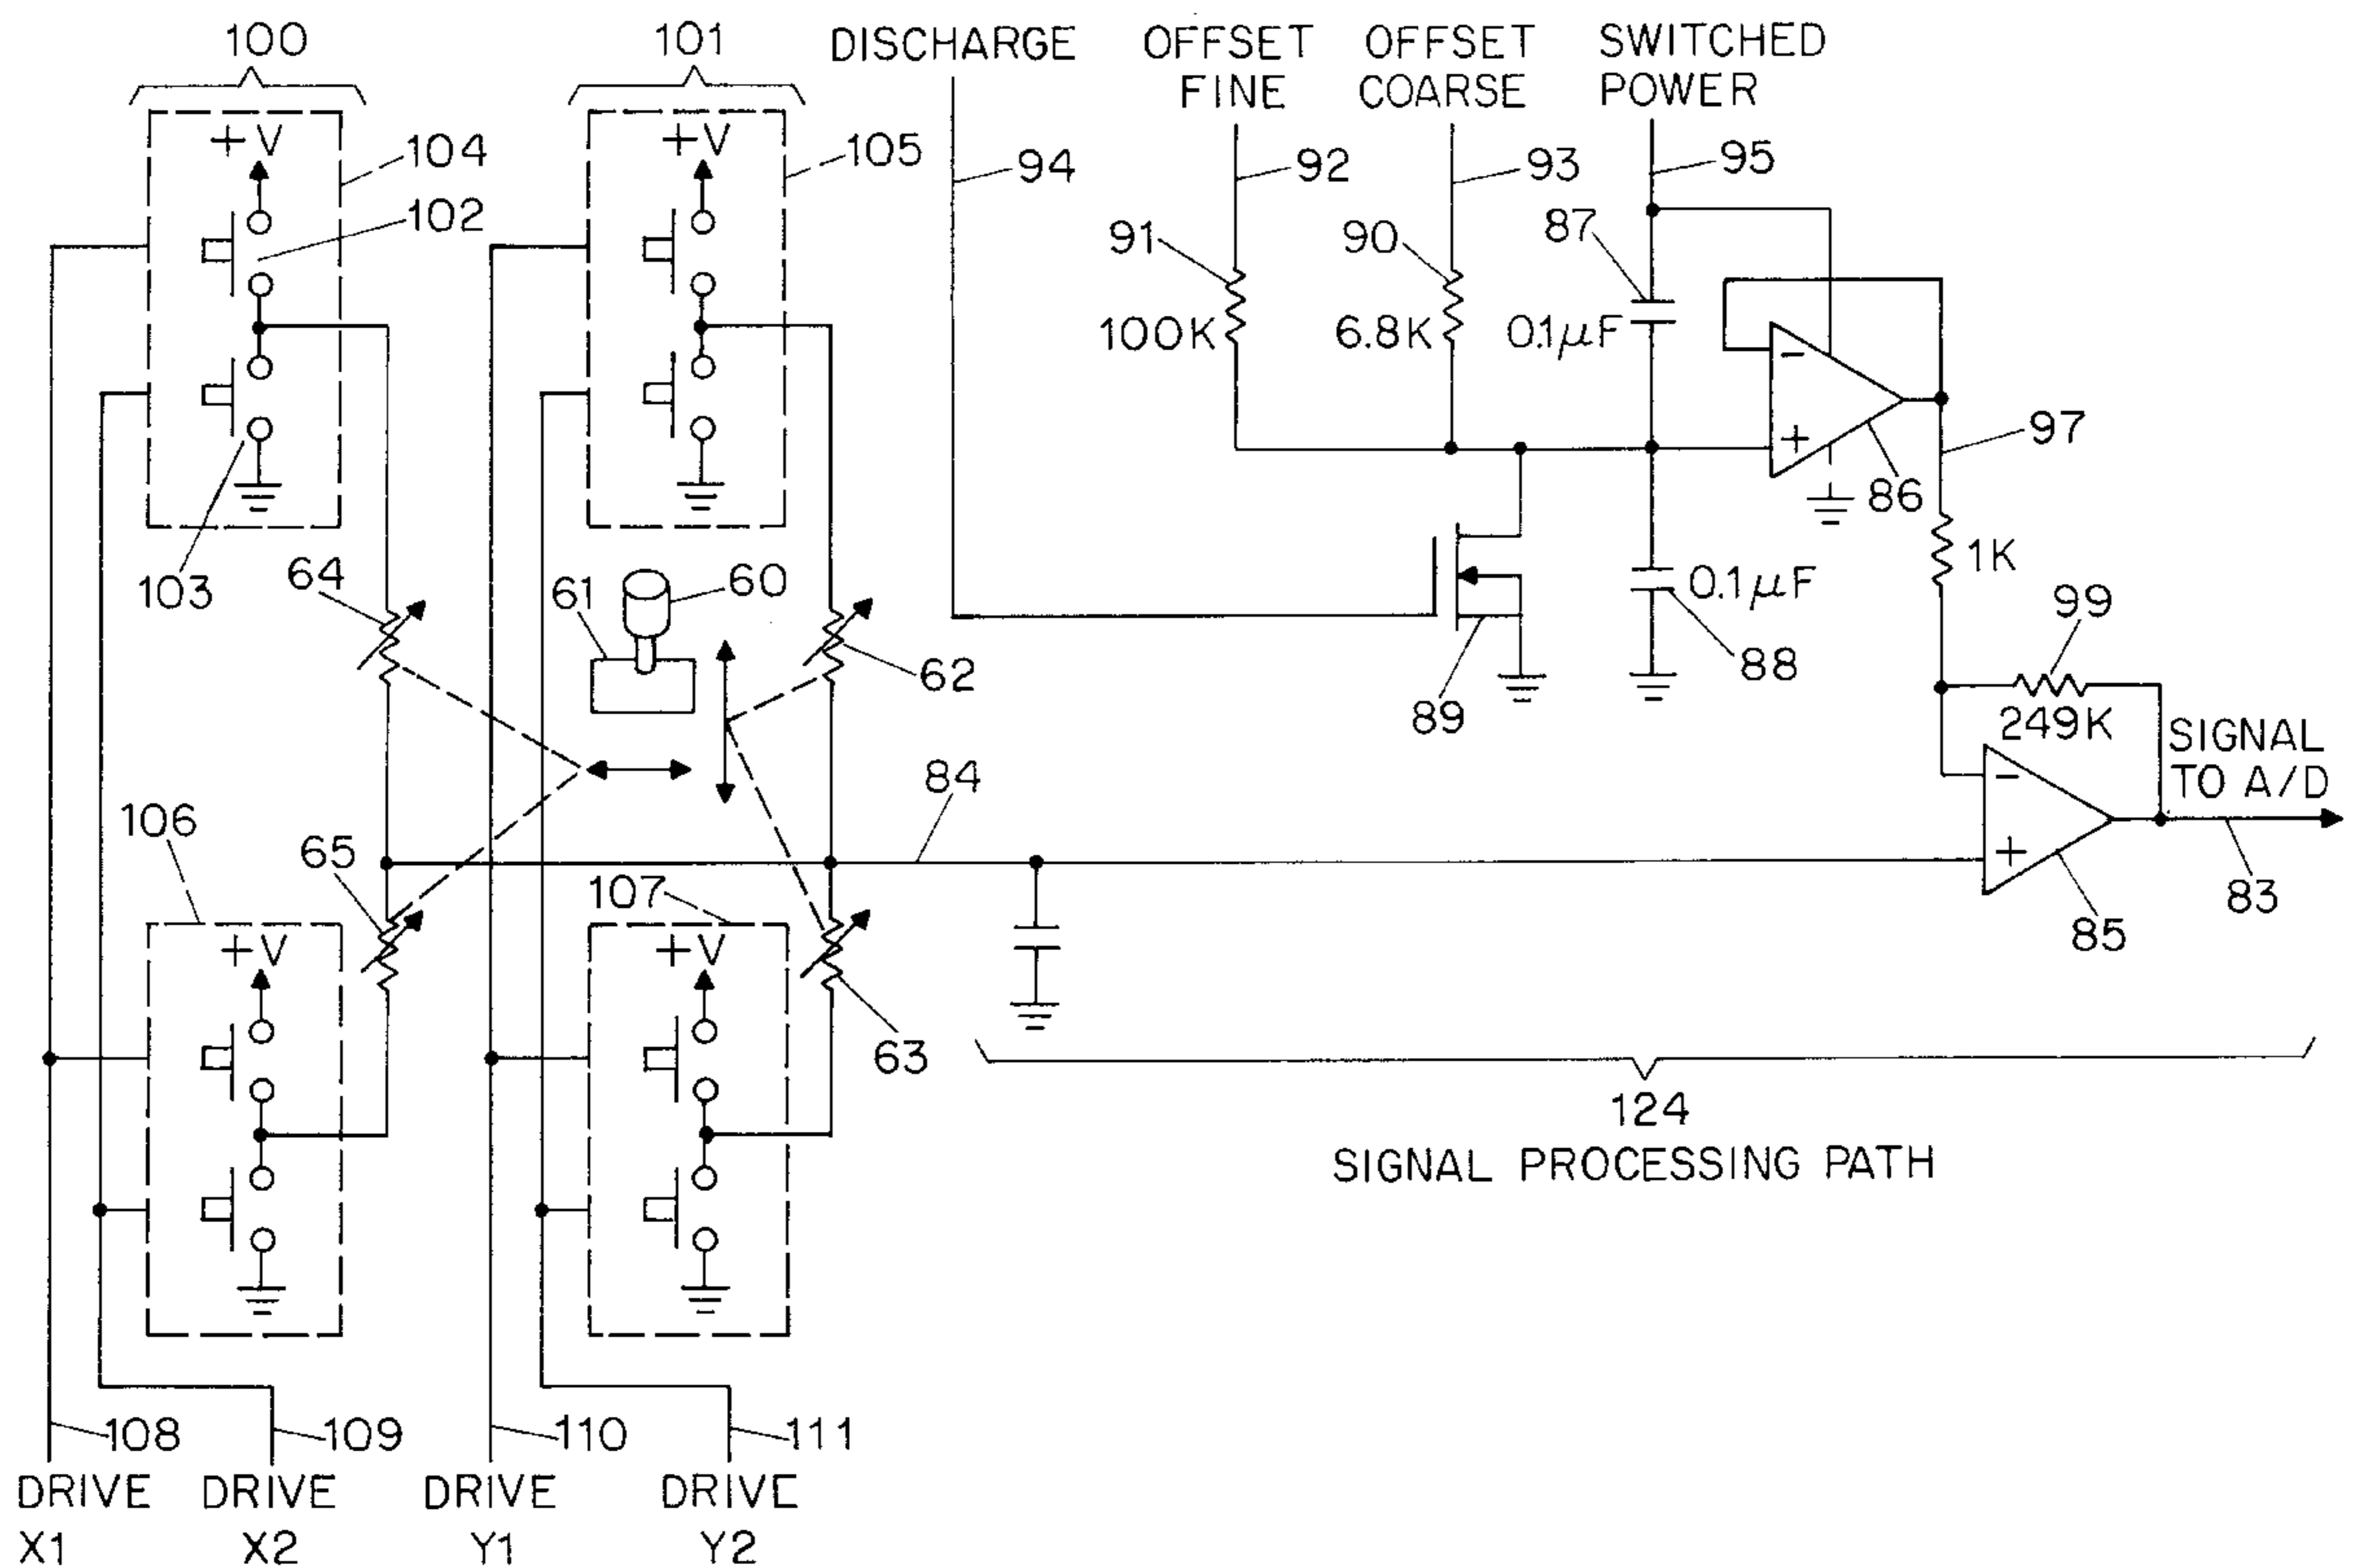 100
101
DISCHARGE
OFFSET
FINE
OFFSET
COARSE
SWITCHED
POWER
+V
104
102
+V
105
94
92
93
95
91
100K
90
6.8K
87
0.1μF
−
+
86
97
103
64
61
60
62
89
0.1μF
88
1K
99
249K
SIGNAL
TO A/D
84
−
+
85
83
106
65
107
+V
+V
63
124
SIGNAL PROCESSING PATH
108
109
110
111
DRIVE
X1
DRIVE
X2
DRIVE
Y1
DRIVE
Y2